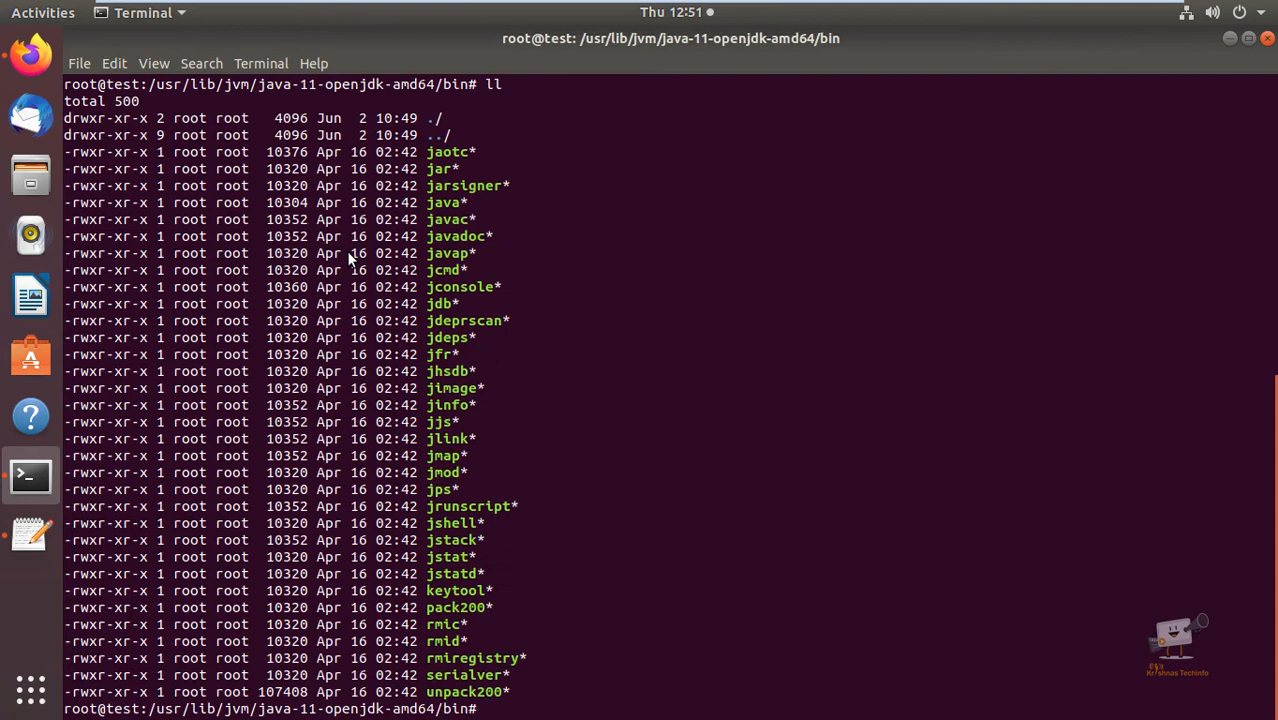 Activities Terminal Thu 12:51
root@test: /usr/lib/jvm/java-11-openjdk-amd64/bin
File Edit View Search Terminal Help
root@test:/usr/lib/jvm/java-11-openjdk-amd64/bin# ll
total 500
drwxr-xr-x 2 root root   4096 Jun  2 10:49 ./
drwxr-xr-x 9 root root   4096 Jun  2 10:49 ../
-rwxr-xr-x 1 root root  10376 Apr 16 02:42 jaotc*
-rwxr-xr-x 1 root root  10320 Apr 16 02:42 jar*
-rwxr-xr-x 1 root root  10320 Apr 16 02:42 jarsigner*
-rwxr-xr-x 1 root root  10304 Apr 16 02:42 java*
-rwxr-xr-x 1 root root  10352 Apr 16 02:42 javac*
-rwxr-xr-x 1 root root  10352 Apr 16 02:42 javadoc*
-rwxr-xr-x 1 root root  10320 Apr 16 02:42 javap*
-rwxr-xr-x 1 root root  10320 Apr 16 02:42 jcmd*
-rwxr-xr-x 1 root root  10360 Apr 16 02:42 jconsole*
-rwxr-xr-x 1 root root  10320 Apr 16 02:42 jdb*
-rwxr-xr-x 1 root root  10320 Apr 16 02:42 jdeprscan*
-rwxr-xr-x 1 root root  10320 Apr 16 02:42 jdeps*
-rwxr-xr-x 1 root root  10320 Apr 16 02:42 jfr*
-rwxr-xr-x 1 root root  10320 Apr 16 02:42 jhsdb*
-rwxr-xr-x 1 root root  10320 Apr 16 02:42 jimage*
-rwxr-xr-x 1 root root  10352 Apr 16 02:42 jinfo*
-rwxr-xr-x 1 root root  10352 Apr 16 02:42 jjs*
-rwxr-xr-x 1 root root  10352 Apr 16 02:42 jlink*
-rwxr-xr-x 1 root root  10352 Apr 16 02:42 jmap*
-rwxr-xr-x 1 root root  10320 Apr 16 02:42 jmod*
-rwxr-xr-x 1 root root  10320 Apr 16 02:42 jps*
-rwxr-xr-x 1 root root  10352 Apr 16 02:42 jrunscript*
-rwxr-xr-x 1 root root  10320 Apr 16 02:42 jshell*
-rwxr-xr-x 1 root root  10352 Apr 16 02:42 jstack*
-rwxr-xr-x 1 root root  10320 Apr 16 02:42 jstat*
-rwxr-xr-x 1 root root  10320 Apr 16 02:42 jstatd*
-rwxr-xr-x 1 root root  10320 Apr 16 02:42 keytool*
-rwxr-xr-x 1 root root  10320 Apr 16 02:42 pack200*
-rwxr-xr-x 1 root root  10320 Apr 16 02:42 rmic*
-rwxr-xr-x 1 root root  10320 Apr 16 02:42 rmid*
-rwxr-xr-x 1 root root  10320 Apr 16 02:42 rmiregistry*
-rwxr-xr-x 1 root root  10320 Apr 16 02:42 serialver*
-rwxr-xr-x 1 root root 107408 Apr 16 02:42 unpack200*
root@test:/usr/lib/jvm/java-11-openjdk-amd64/bin#
Krishnas Techinfo